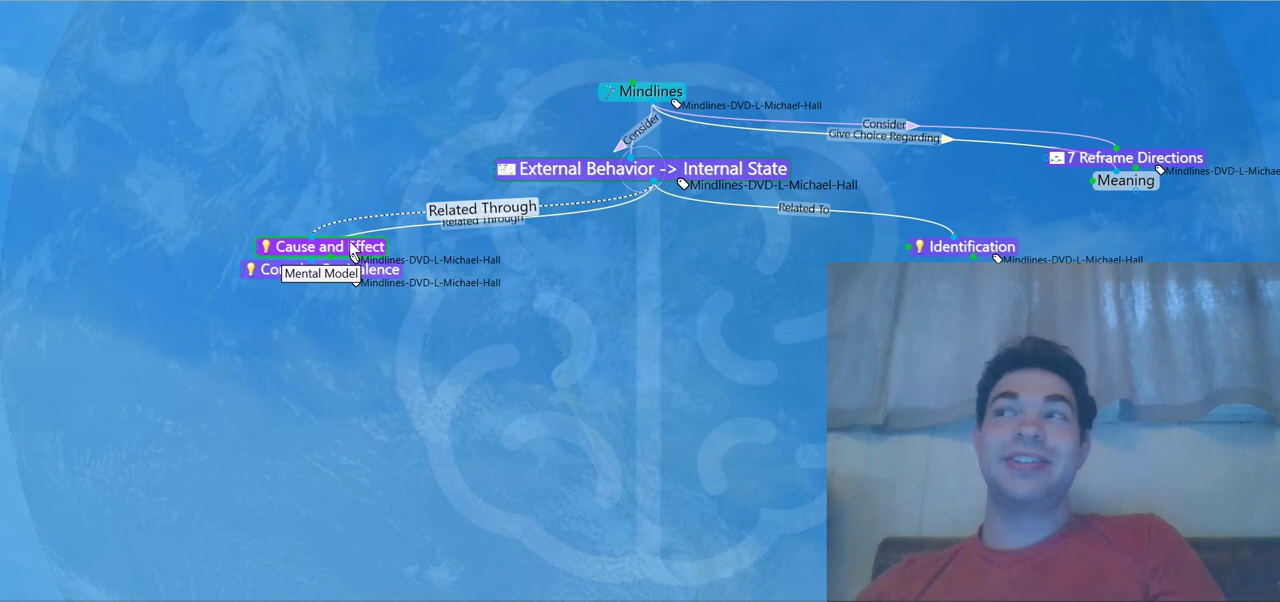 Mindlines
Mindlines-DVD-L-Michael-Hall
Consider
Consider
Give Choice Regarding
External Behavior -> Internal State
Mindlines-DVD-L-Michael-Hall
7 Reframe Directions
Mindlines-DVD-L-Michael-Ha
Meaning
Related Through
Related Through
Related To
Cause and Effect
Mindlines-DVD-L-Michael-Hall
Identification
Mindlines-DVD-L-Michael-Hall
Mental Model
Mindlines-DVD-L-Michael-Hall